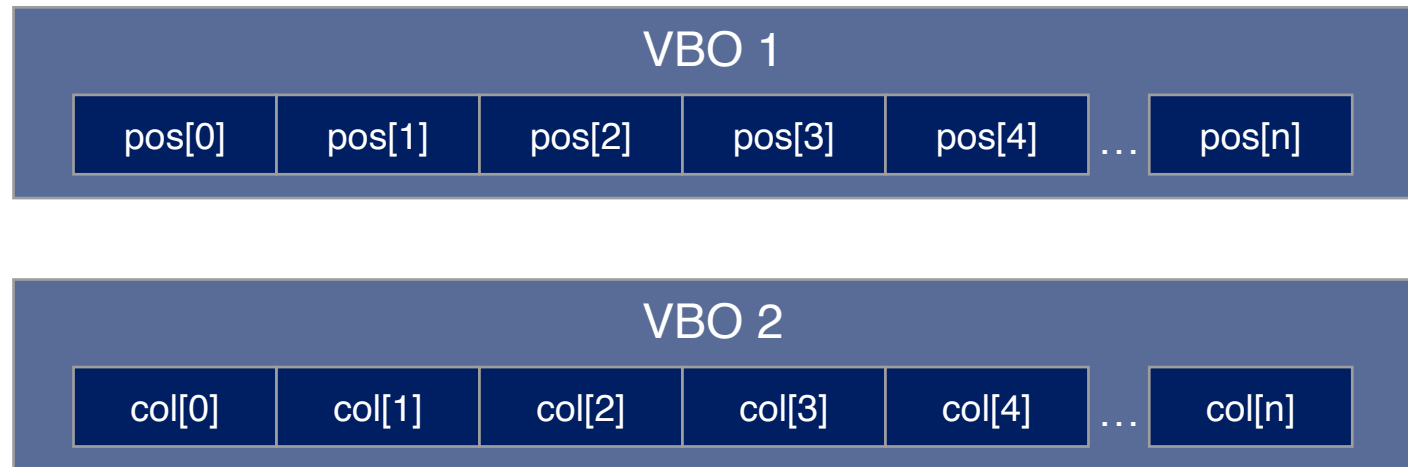 VBO 1
pos[0] pos[1] pos[2] pos[3] pos[4] … pos[n]
VBO 2
col[0] col[1] col[2] col[3] col[4] … col[n]